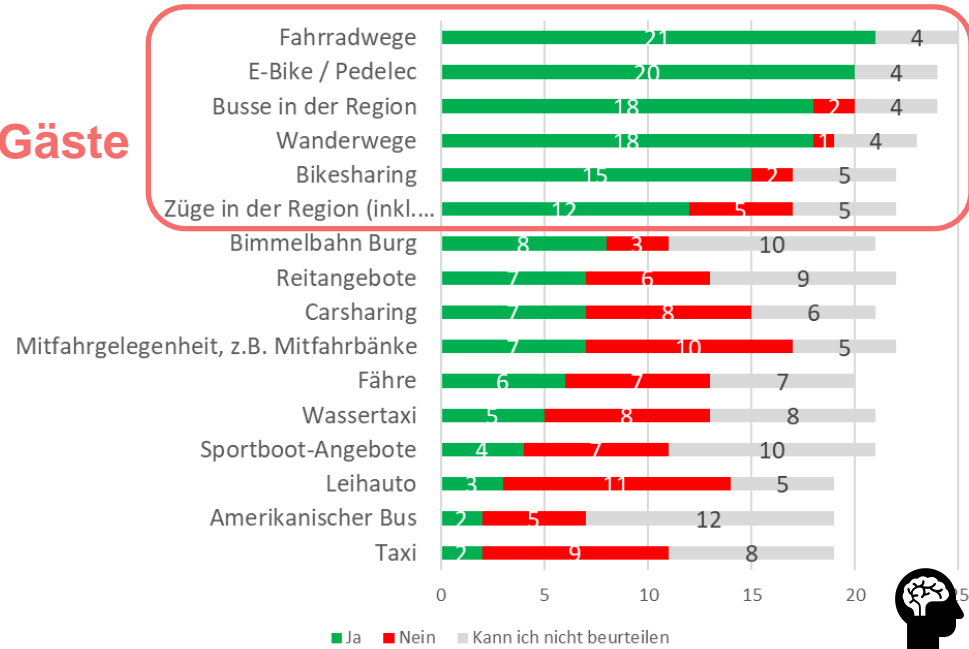 Gäste
Fahrradwege 21 4
E-Bike / Pedelec 20 4
Busse in der Region 18 2 4
Wanderwege 18 1 4
Bikesharing 15 2 5
Züge in der Region (inkl.... 12 5 5
Bimmelbahn Burg 8 3 10
Reitangebote 7 6 9
Carsharing 7 8 6
Mitfahrgelegenheit, z.B. Mitfahrbänke 7 10 5
Fähre 6 7 7
Wassertaxi 5 8 8
Sportboot-Angebote 4 7 10
Leihauto 3 11 5
Amerikanischer Bus 2 5 12
Taxi 2 9 8
0 5 10 15 20
Ja Nein Kann ich nicht beurteilen